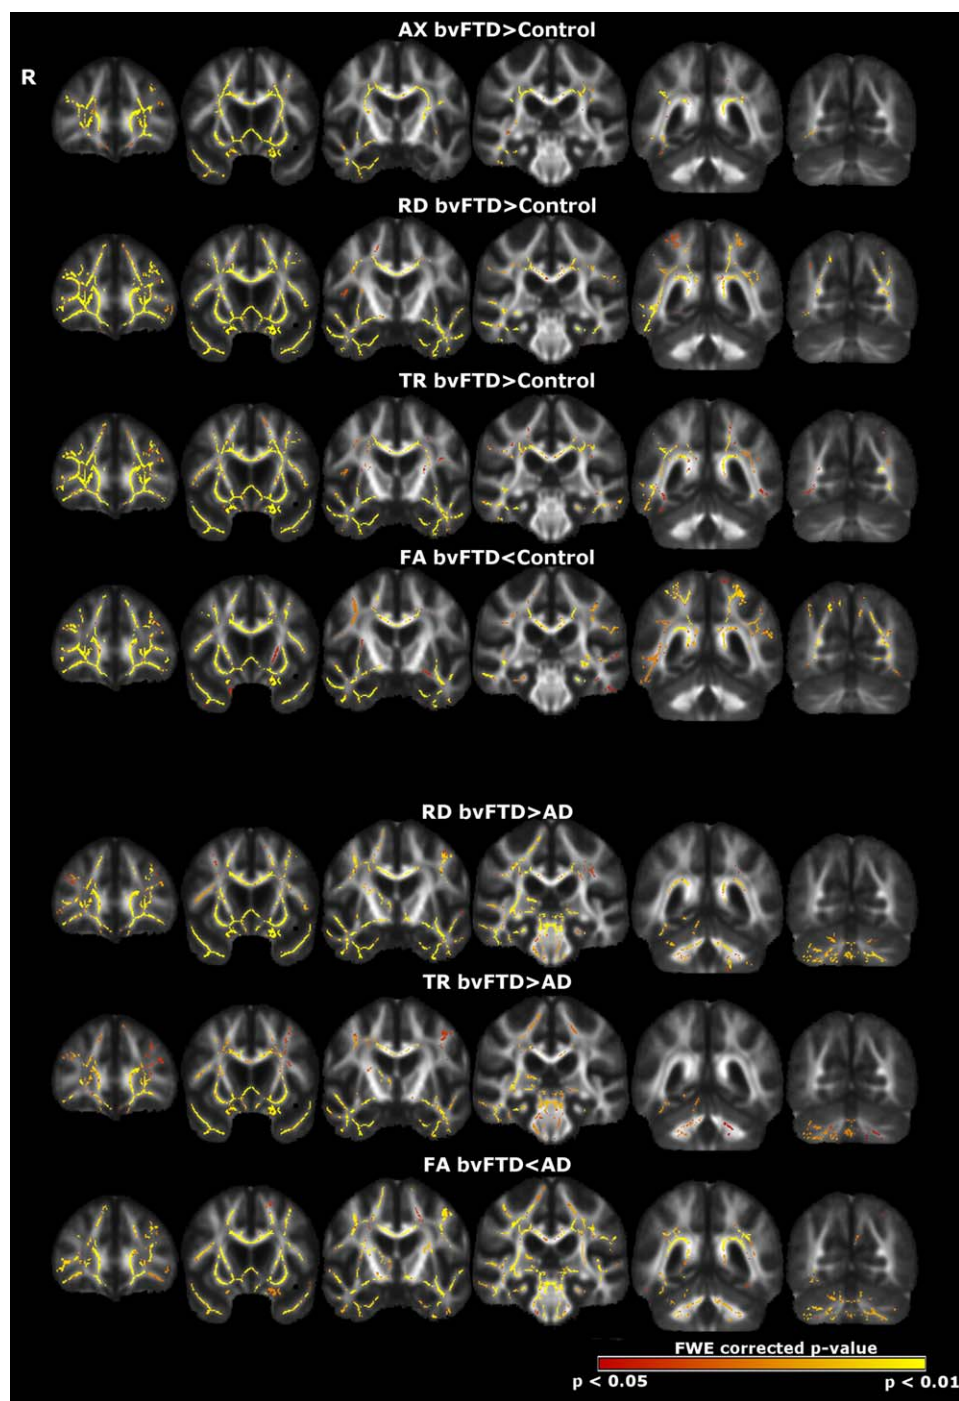 AX bvFTD>Control
R
RD bvFTD>Control
TR bvFTD>Control
FA bvFTD<Control
RD bvFTD>AD
TR bvFTD>AD
FA bvFTD<AD
FWE corrected p-value
p < 0.05 p < 0.01